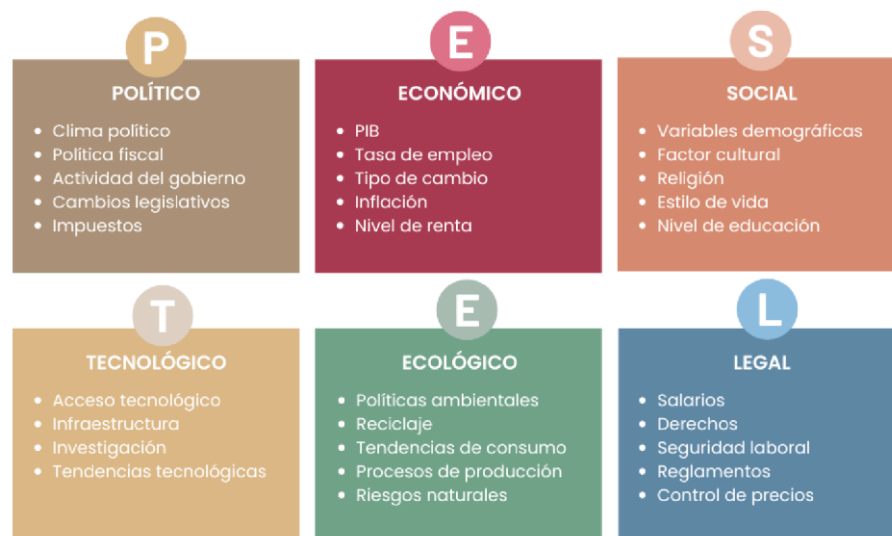 P
POLÍTICO
Clima político
Política fiscal
Actividad del gobierno
Cambios legislativos
Impuestos
E
ECONÓMICO
PIB
Tasa de empleo
Tipo de cambio
Inflación
Nivel de renta
S
SOCIAL
Variables demográficas
Factor cultural
Religión
Estilo de vida
Nivel de educación
T
TECNOLÓGICO
Acceso tecnológico
Infraestructura
Investigación
Tendencias tecnológicas
E
ECOLÓGICO
Políticas ambientales
Reciclaje
Tendencias de consumo
Procesos de producción
Riesgos naturales
L
LEGAL
Salarios
Derechos
Seguridad laboral
Reglamentos
Control de precios